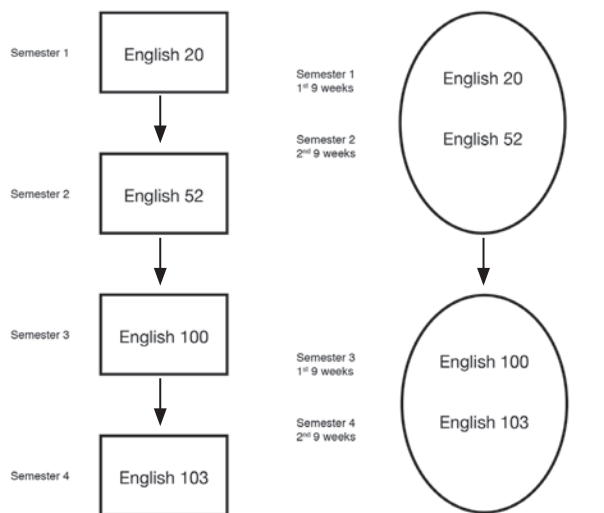 Semester 1
English 20
Semester 2
English 52
Semester 3
English 100
Semester 4
English 103
Semester 1
1st 9 weeks
English 20
Semester 2
2nd 9 weeks
English 52
Semester 3
1st 9 weeks
English 100
Semester 4
2nd 9 weeks
English 103